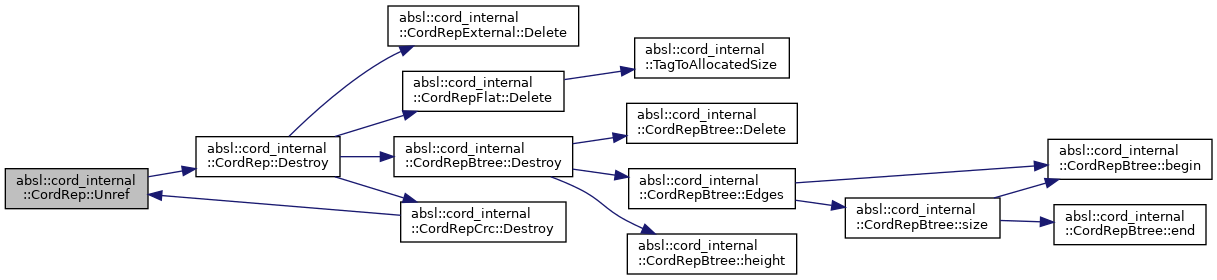 absl::cord_internal
::CordRep::Unref
absl::cord_internal
::CordRep::Destroy
absl::cord_internal
::CordRepExternal::Delete
absl::cord_internal
::CordRepFlat::Delete
absl::cord_internal
::TagToAllocatedSize
absl::cord_internal
::CordRepBtree::Destroy
absl::cord_internal
::CordRepCrc::Destroy
absl::cord_internal
::CordRepBtree::Delete
absl::cord_internal
::CordRepBtree::Edges
absl::cord_internal
::CordRepBtree::height
absl::cord_internal
::CordRepBtree::size
absl::cord_internal
::CordRepBtree::begin
absl::cord_internal
::CordRepBtree::end